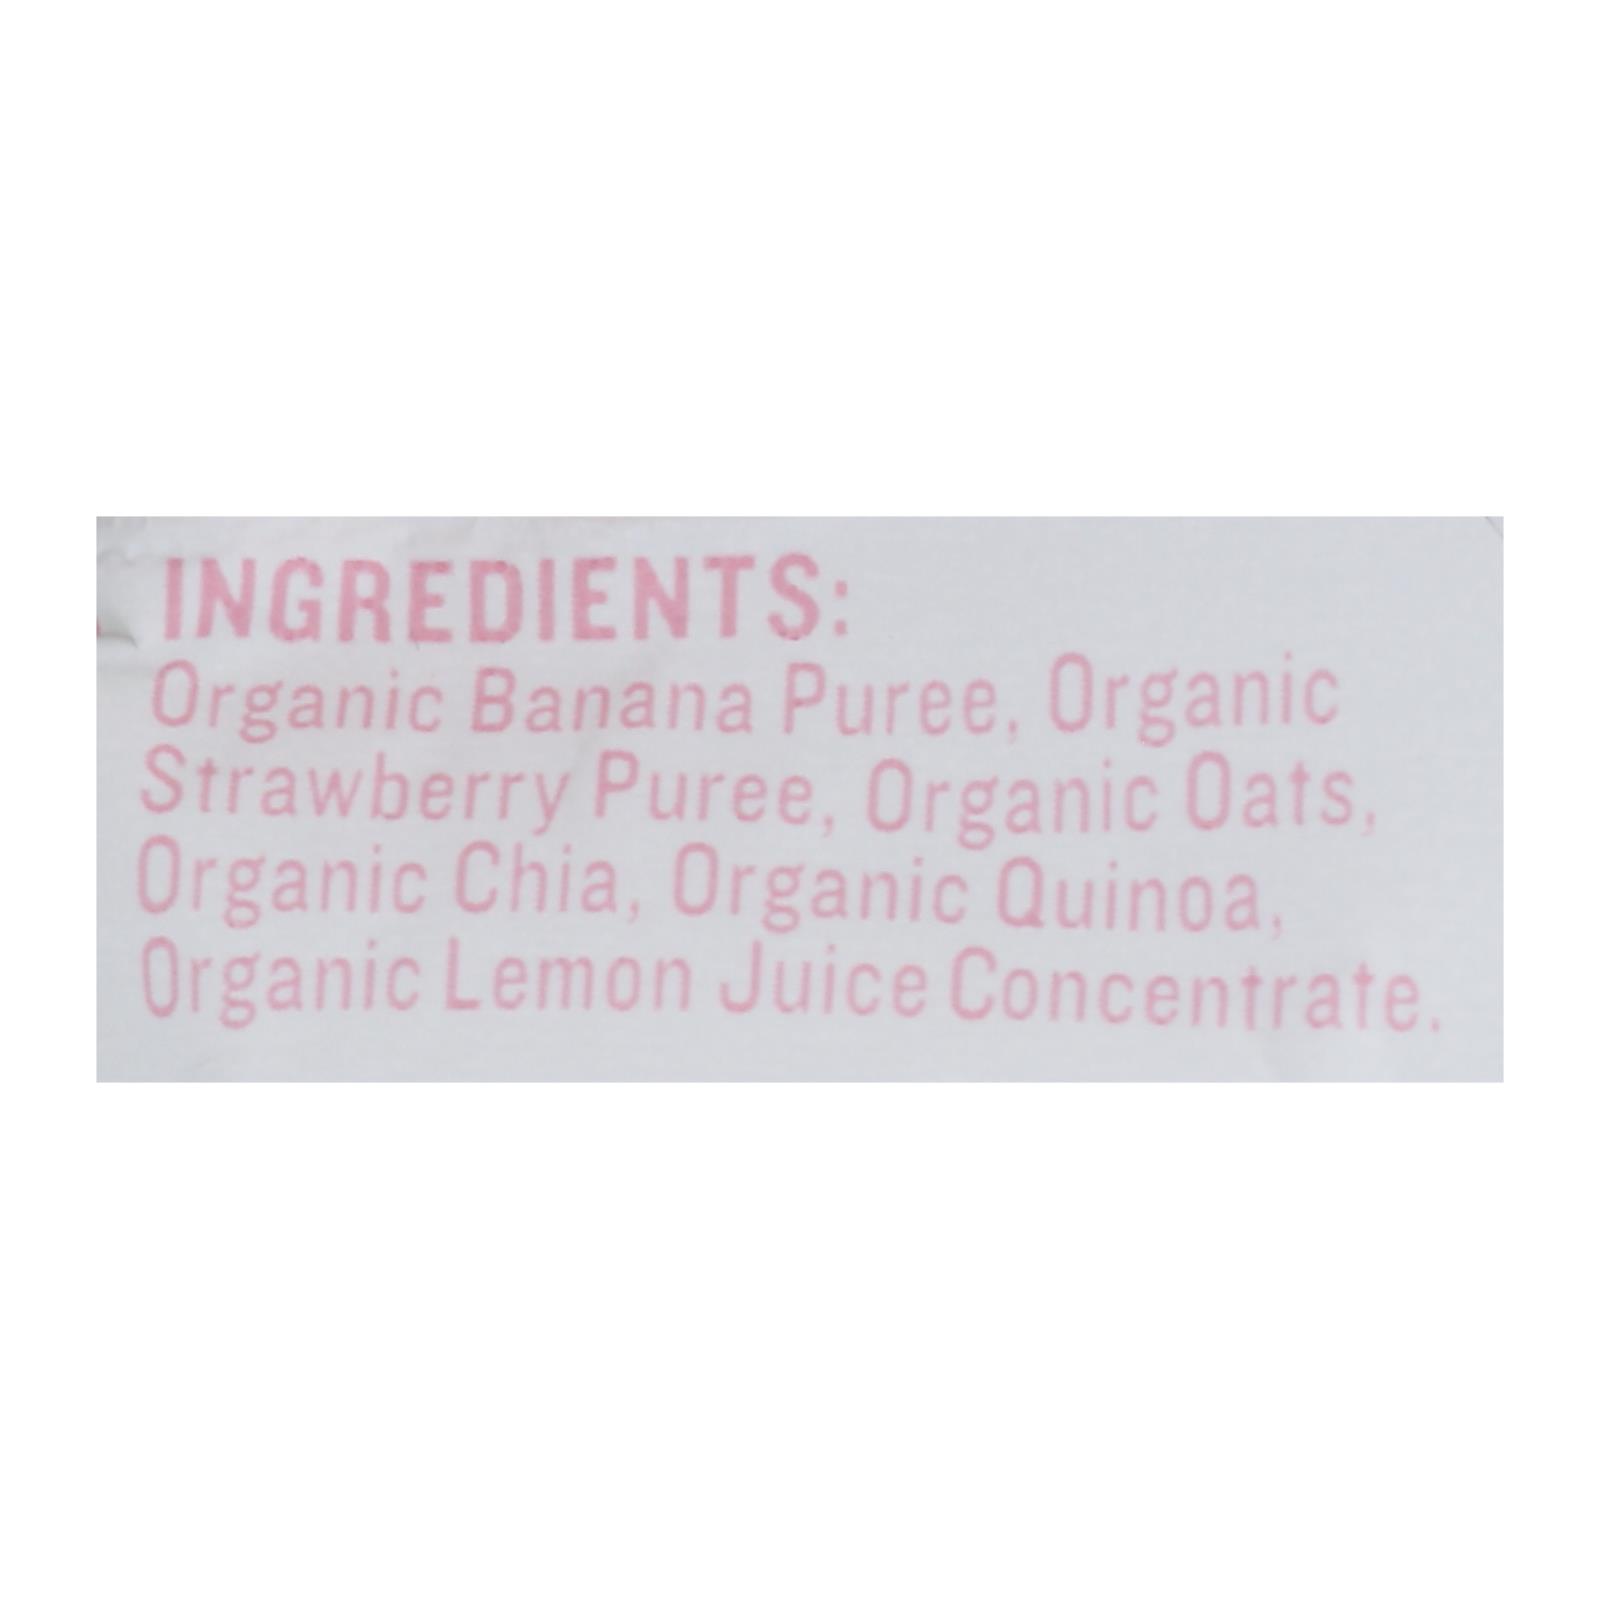 INGREDIENTS:
Organic Banana Puree, Organic
Strawberry Puree, Organic Oats,
Organic Chia, Organic Quinoa,
Organic Lemon Juice Concentrate.